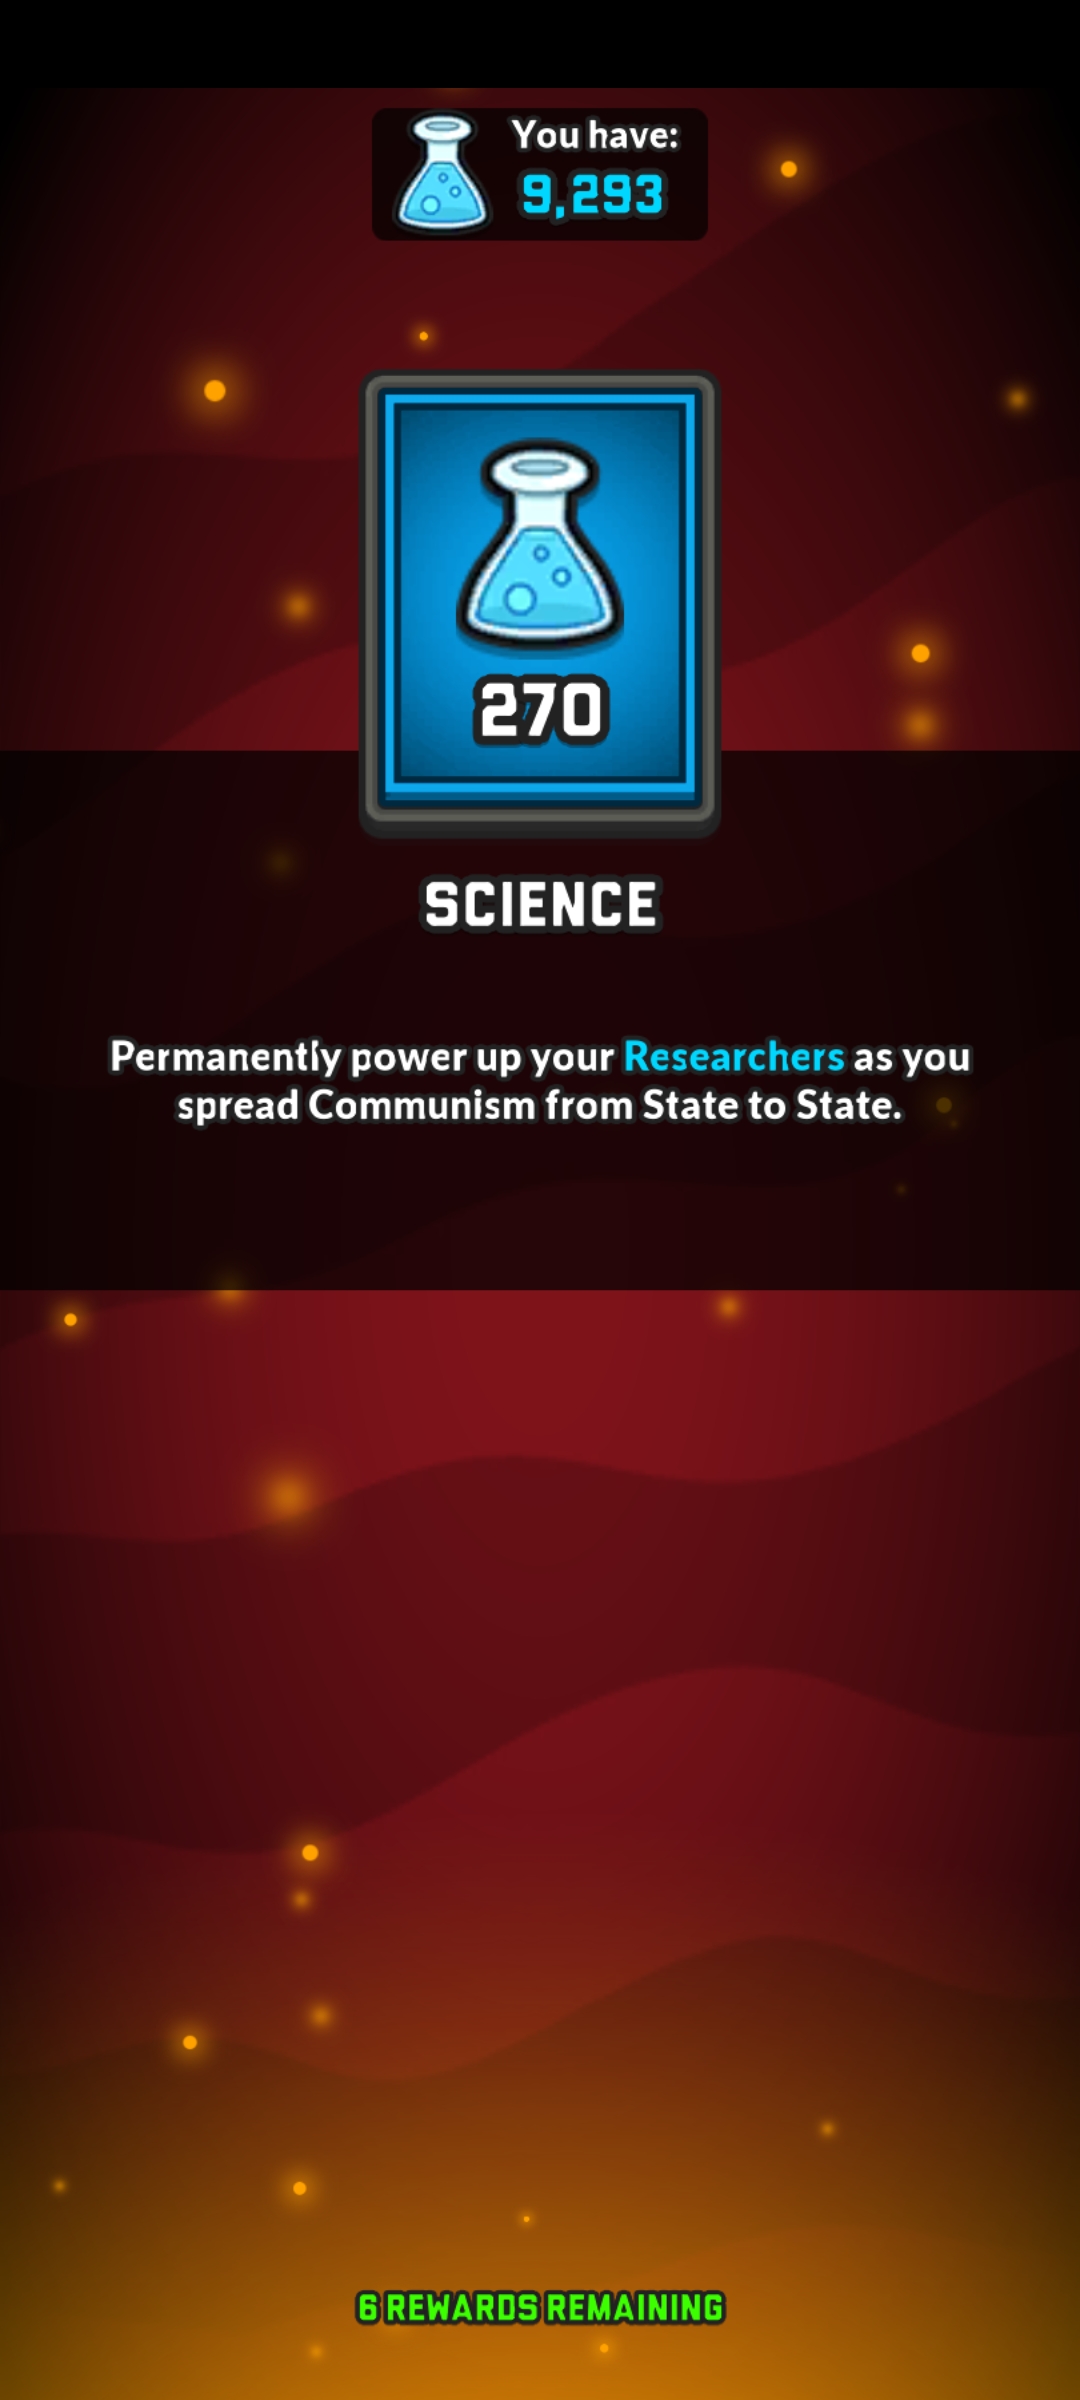 You have:
9,293
270
SCIENCE
Permanently power up your Researchers as you
spread Communism from State to State.
6 REWARDS REMAINING